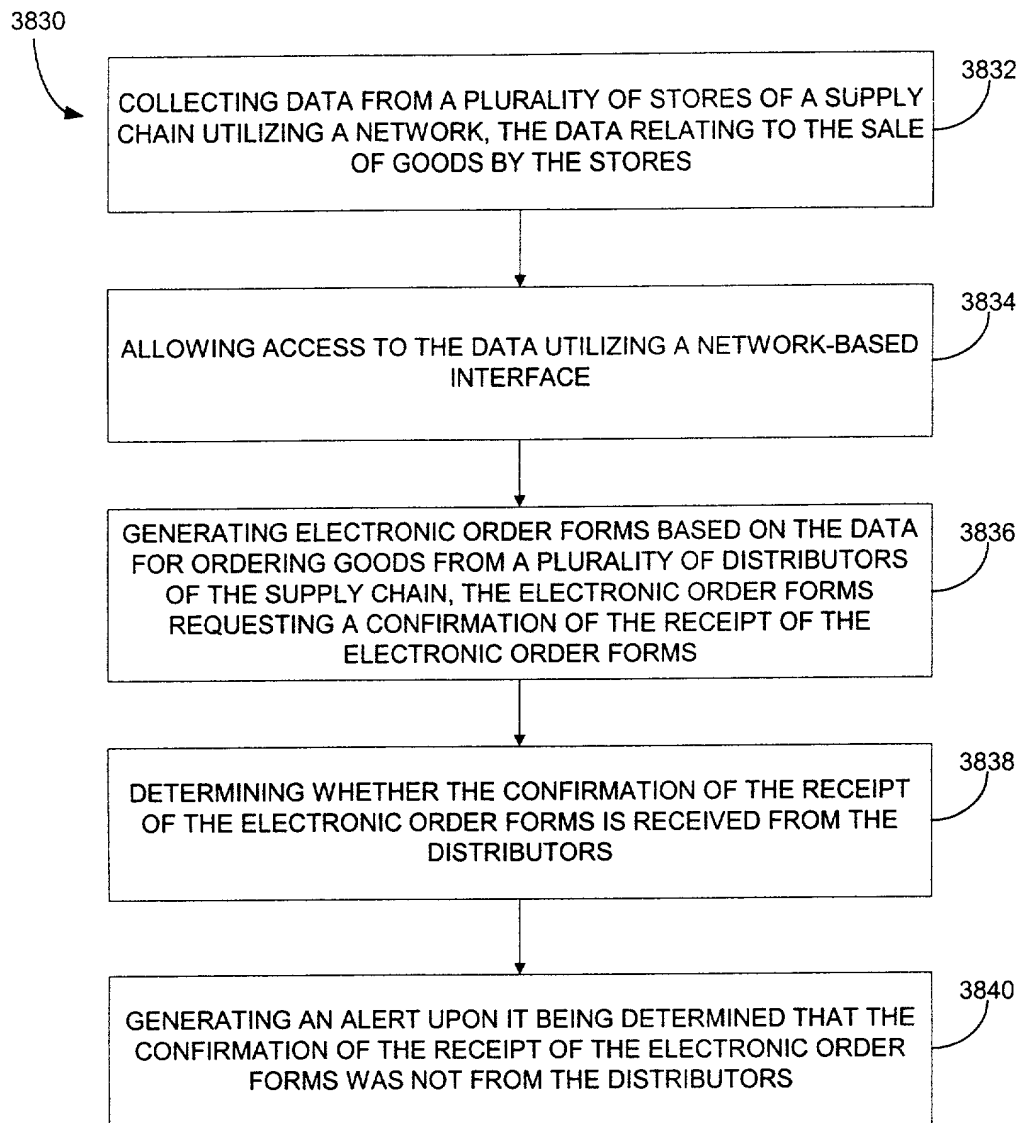 3830
3832
COLLECTING DATA FROM A PLURALITY OF STORES OF A SUPPLY
CHAIN UTILIZING A NETWORK, THE DATA RELATING TO THE SALE
OF GOODS BY THE STORES
3834
ALLOWING ACCESS TO THE DATA UTILIZING A NETWORK-BASED
INTERFACE
3836
GENERATING ELECTRONIC ORDER FORMS BASED ON THE DATA
FOR ORDERING GOODS FROM A PLURALITY OF DISTRIBUTORS
OF THE SUPPLY CHAIN, THE ELECTRONIC ORDER FORMS
REQUESTING A CONFIRMATION OF THE RECEIPT OF THE
ELECTRONIC ORDER FORMS
3838
DETERMINING WHETHER THE CONFIRMATION OF THE RECEIPT
OF THE ELECTRONIC ORDER FORMS IS RECEIVED FROM THE
DISTRIBUTORS
3840
GENERATING AN ALERT UPON IT BEING DETERMINED THAT THE
CONFIRMATION OF THE RECEIPT OF THE ELECTRONIC ORDER
FORMS WAS NOT FROM THE DISTRIBUTORS